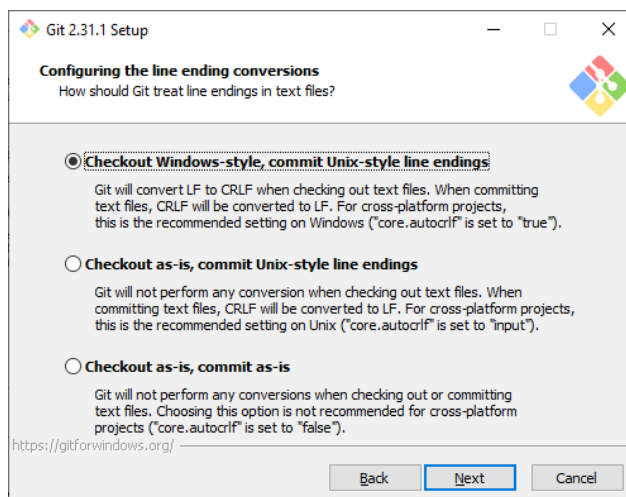 Git 2.31.1 Setup
Configuring the line ending conversions
How should Git treat line endings in text files?
Checkout Windows-style, commit Unix-style line endings
Git will convert LF to CRLF when checking out text files. When committing
text files, CRLF will be converted to LF. For cross-platform projects,
this is the recommended setting on Windows ("core.autocrlf" is set to "true").
Checkout as-is, commit Unix-style line endings
Git will not perform any conversion when checking out text files. When
committing text files, CRLF will be converted to LF. For cross-platform projects,
this is the recommended setting on Unix ("core.autocrlf" is set to "input").
Checkout as-is, commit as-is
Git will not perform any conversions when checking out or committing
text files. Choosing this option is not recommended for cross-platform
projects ("core.autocrlf" is set to "false").
https://gitforwindows.org/
Back Next Cancel